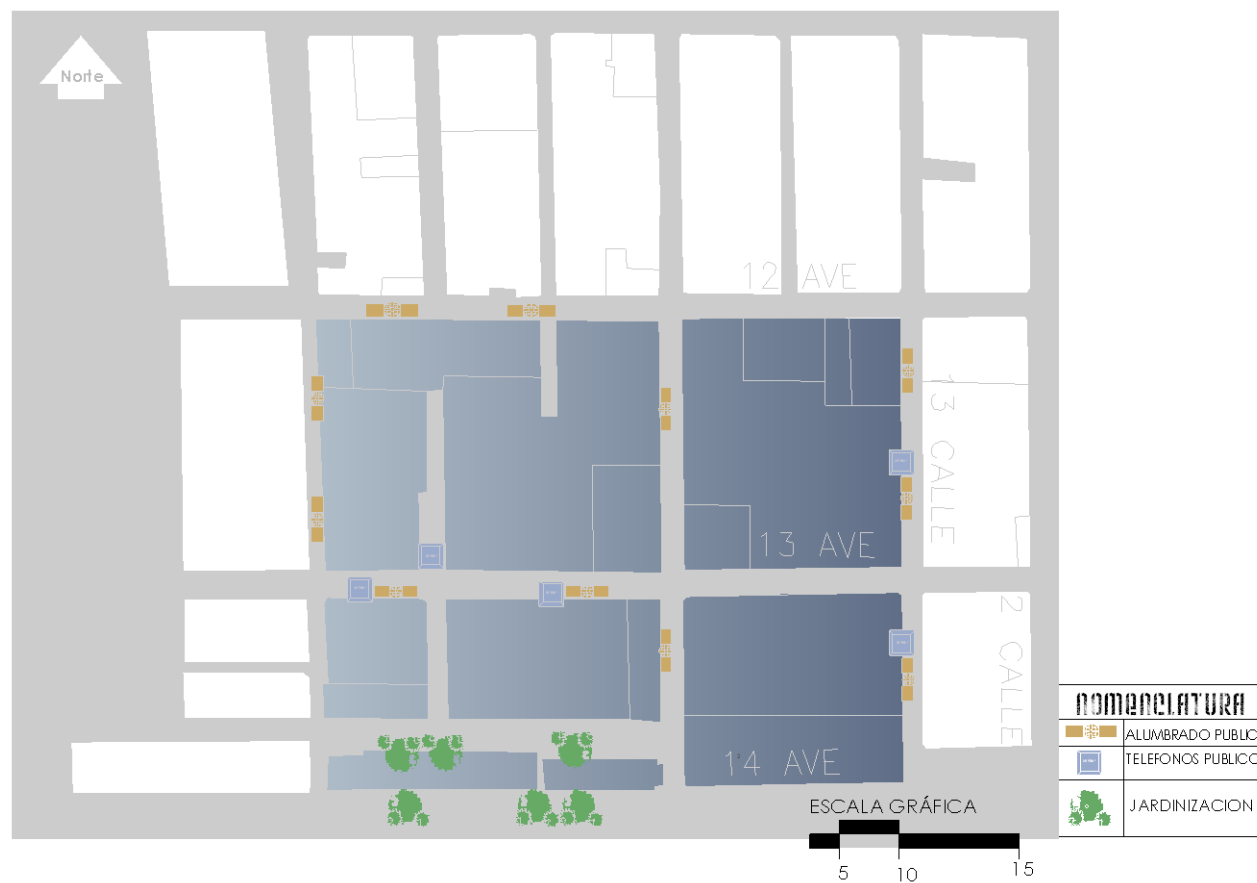 Norte
12 AVE
13 CALLE
13 AVE
2 CALLE
14 AVE
NOMENCLATURA
ALUMBRADO PUBLIC
TELEFONOS PUBLICO
JARDINIZACION
ESCALA GRÁFICA
5 10 15